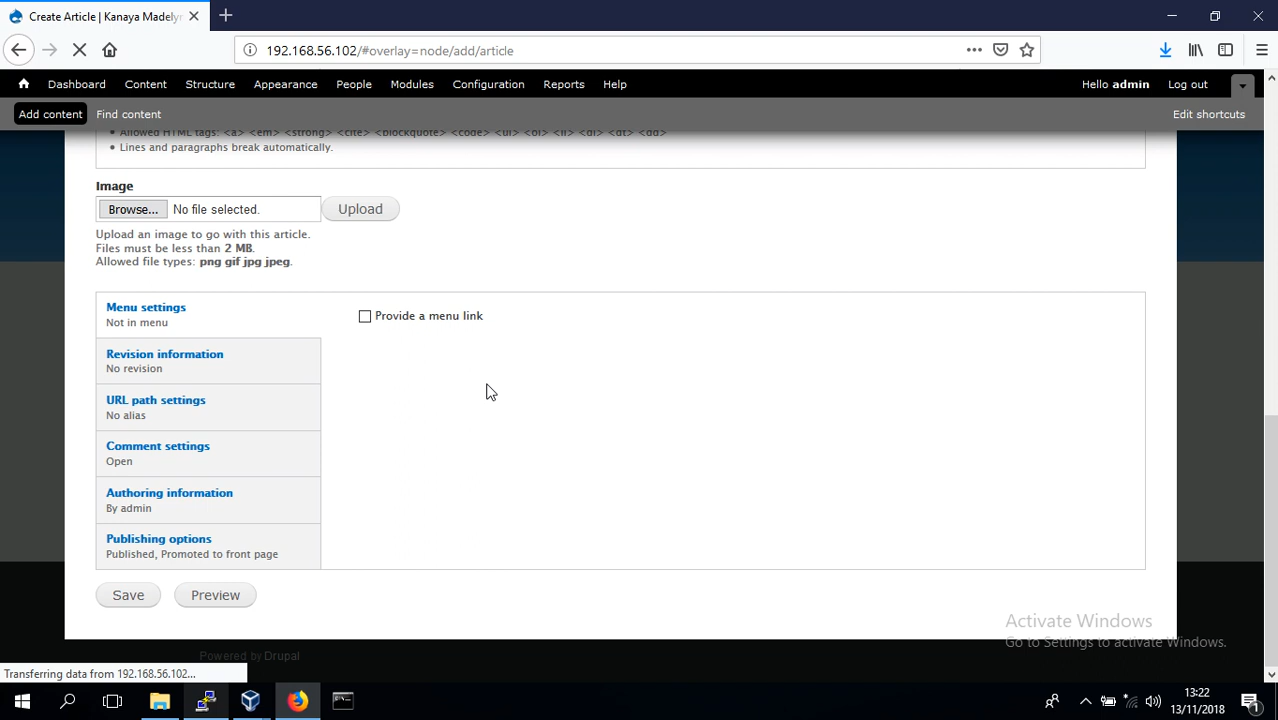 Create Article | Kanaya Madelyn
192.168.56.102/#overlay=node/add/article
Dashboard Content Structure Appearance People Modules Configuration Reports Help Hello admin Log out
Add content Find content Edit shortcuts
• Allowed HTML tags: <a> <em> <strong> <cite> <blockquote> <code> <ul> <ol> <li> <dl> <dt> <dd>
• Lines and paragraphs break automatically.
Image
Browse... No file selected. Upload
Upload an image to go with this article.
Files must be less than 2 MB.
Allowed file types: png gif jpg jpeg.
Menu settings
Not in menu
Provide a menu link
Revision information
No revision
URL path settings
No alias
Comment settings
Open
Authoring information
By admin
Publishing options
Published, Promoted to front page
Save Preview
Activate Windows
Go to Settings to activate Windows.
Powered by Drupal
Transferring data from 192.168.56.102...
13:22
13/11/2018
1